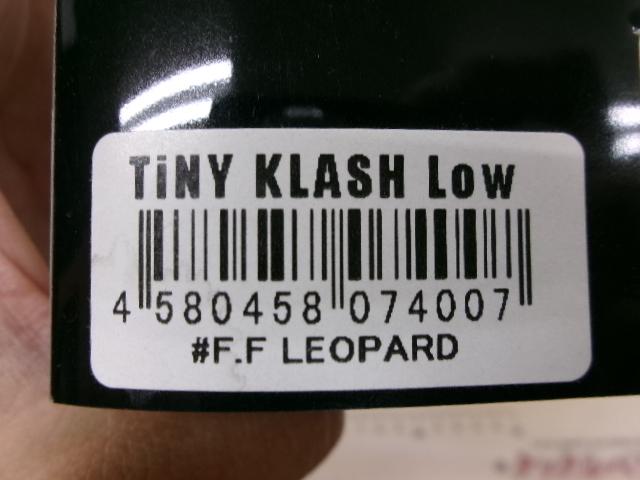 TiNY KLASH Low
4 580458 074007
#F.F LEOPARD